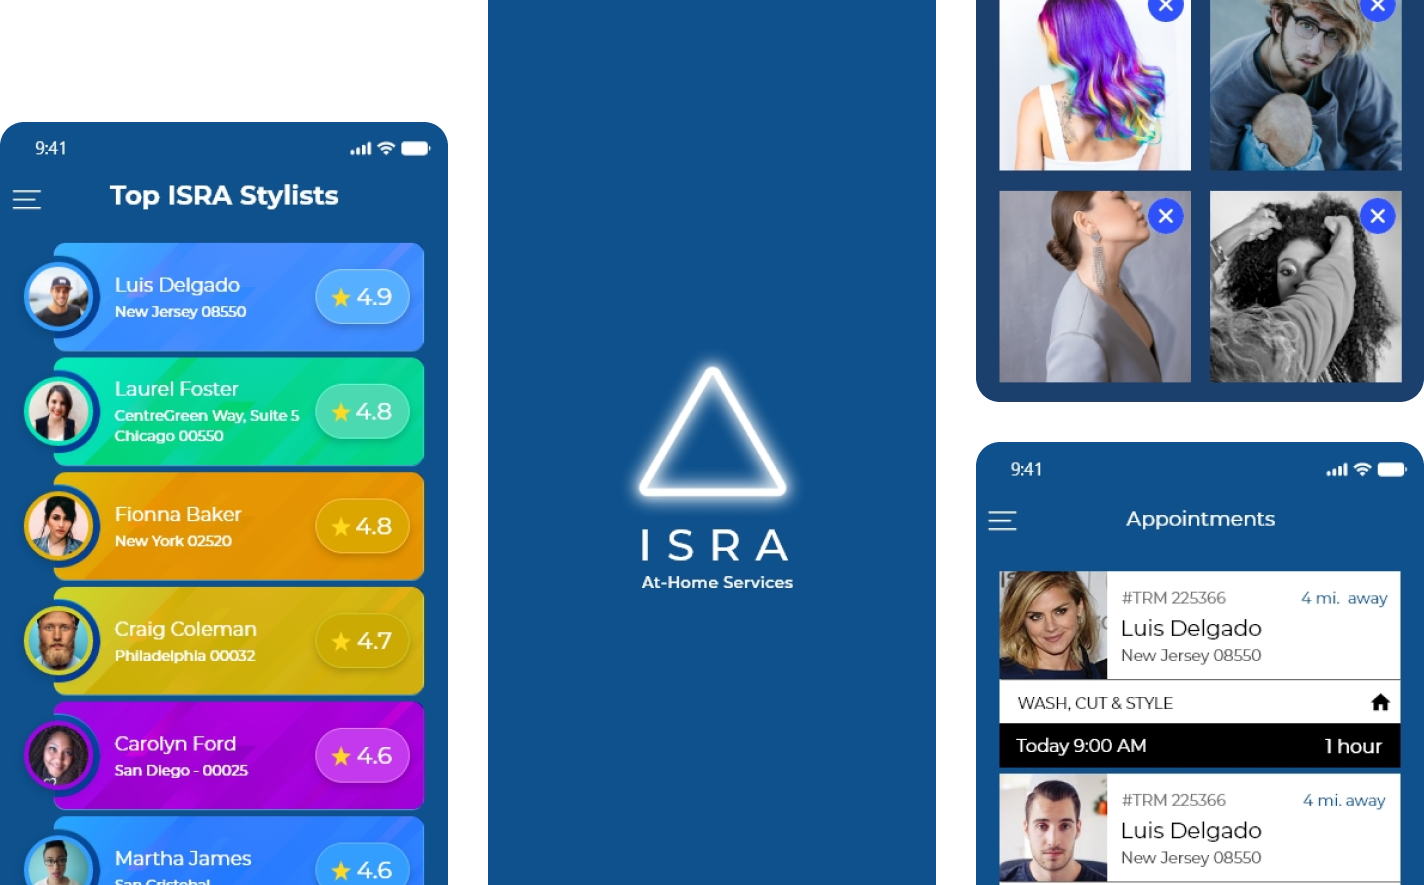 9:41
Top ISRA Stylists
Luis Delgado
New Jersey 08550
4.9
Laurel Foster
CentreGreen Way, Suite 5
Chicago 00550
4.8
Fionna Baker
New York 02520
4.8
Craig Coleman
Philadelphia 00032
4.7
Carolyn Ford
San Diego - 00025
4.6
Martha James
San Cristobal
4.6
ISRA
At-Home Services
9:41
Appointments
#TRM 225366
4 mi. away
Luis Delgado
New Jersey 08550
WASH, CUT & STYLE
Today 9:00 AM
1 hour
#TRM 225366
4 mi. away
Luis Delgado
New Jersey 08550